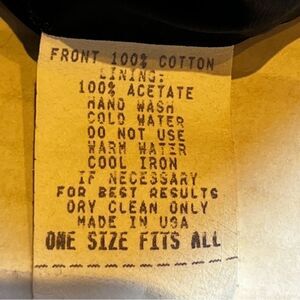 FRONT 100% COTTON
LINING:
100% ACETATE
HAND WASH
COLD WATER
DO NOT USE
WARM WATER
COOL IRON
IF NECESSARY
FOR BEST RESULTS
DRY CLEAN ONLY
MADE IN USA
ONE SIZE FITS ALL